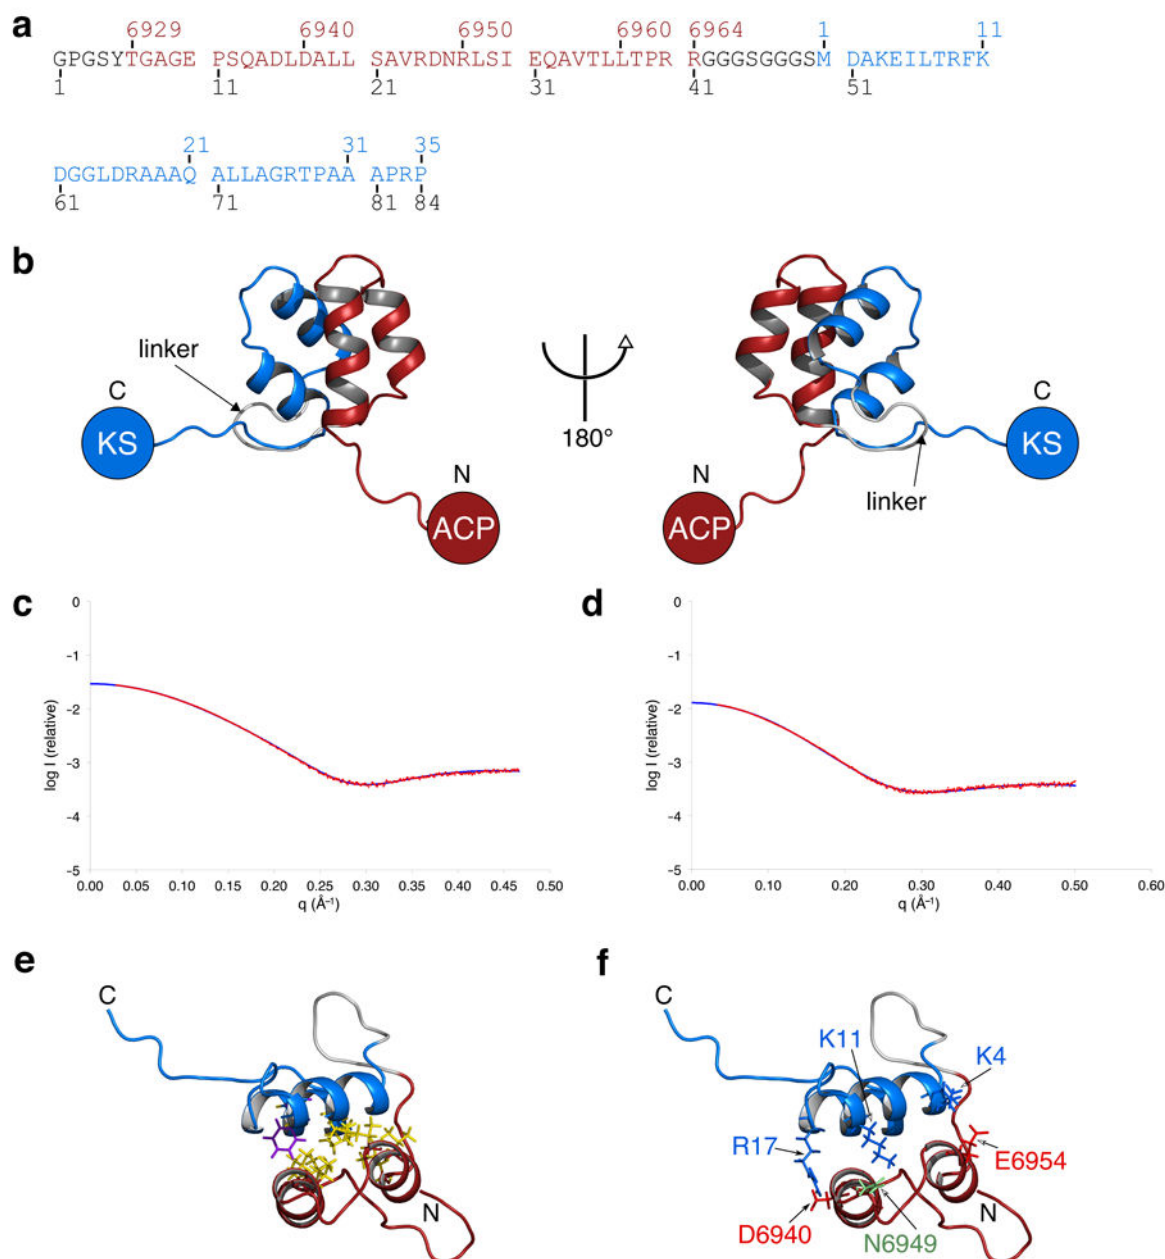 a
6929 6940 6950 6960 6964 1 11
GPGSYTGAGE PSQADLDALL SAVRDNRLSI EQAVTLLTPR RGGGSGGGSM DAKEILTRFK
1 11 21 31 41 51
21 31 35
DGGLDRAAAQ ALLAGRTPAA APRP
61 71 81 84
b
linker
C
KS
N
ACP
180°
C
KS
N
ACP
linker
c
log I (relative)
0
−1
−2
−3
−4
−5
0.00 0.05 0.10 0.15 0.20 0.25 0.30 0.35 0.40 0.45 0.50
q (Å⁻¹)
d
log I (relative)
0
−1
−2
−3
−4
−5
0.00 0.10 0.20 0.30 0.40 0.50 0.60
q (Å⁻¹)
e
C
N
f
C
K11
K4
R17
E6954
N
D6940
N6949